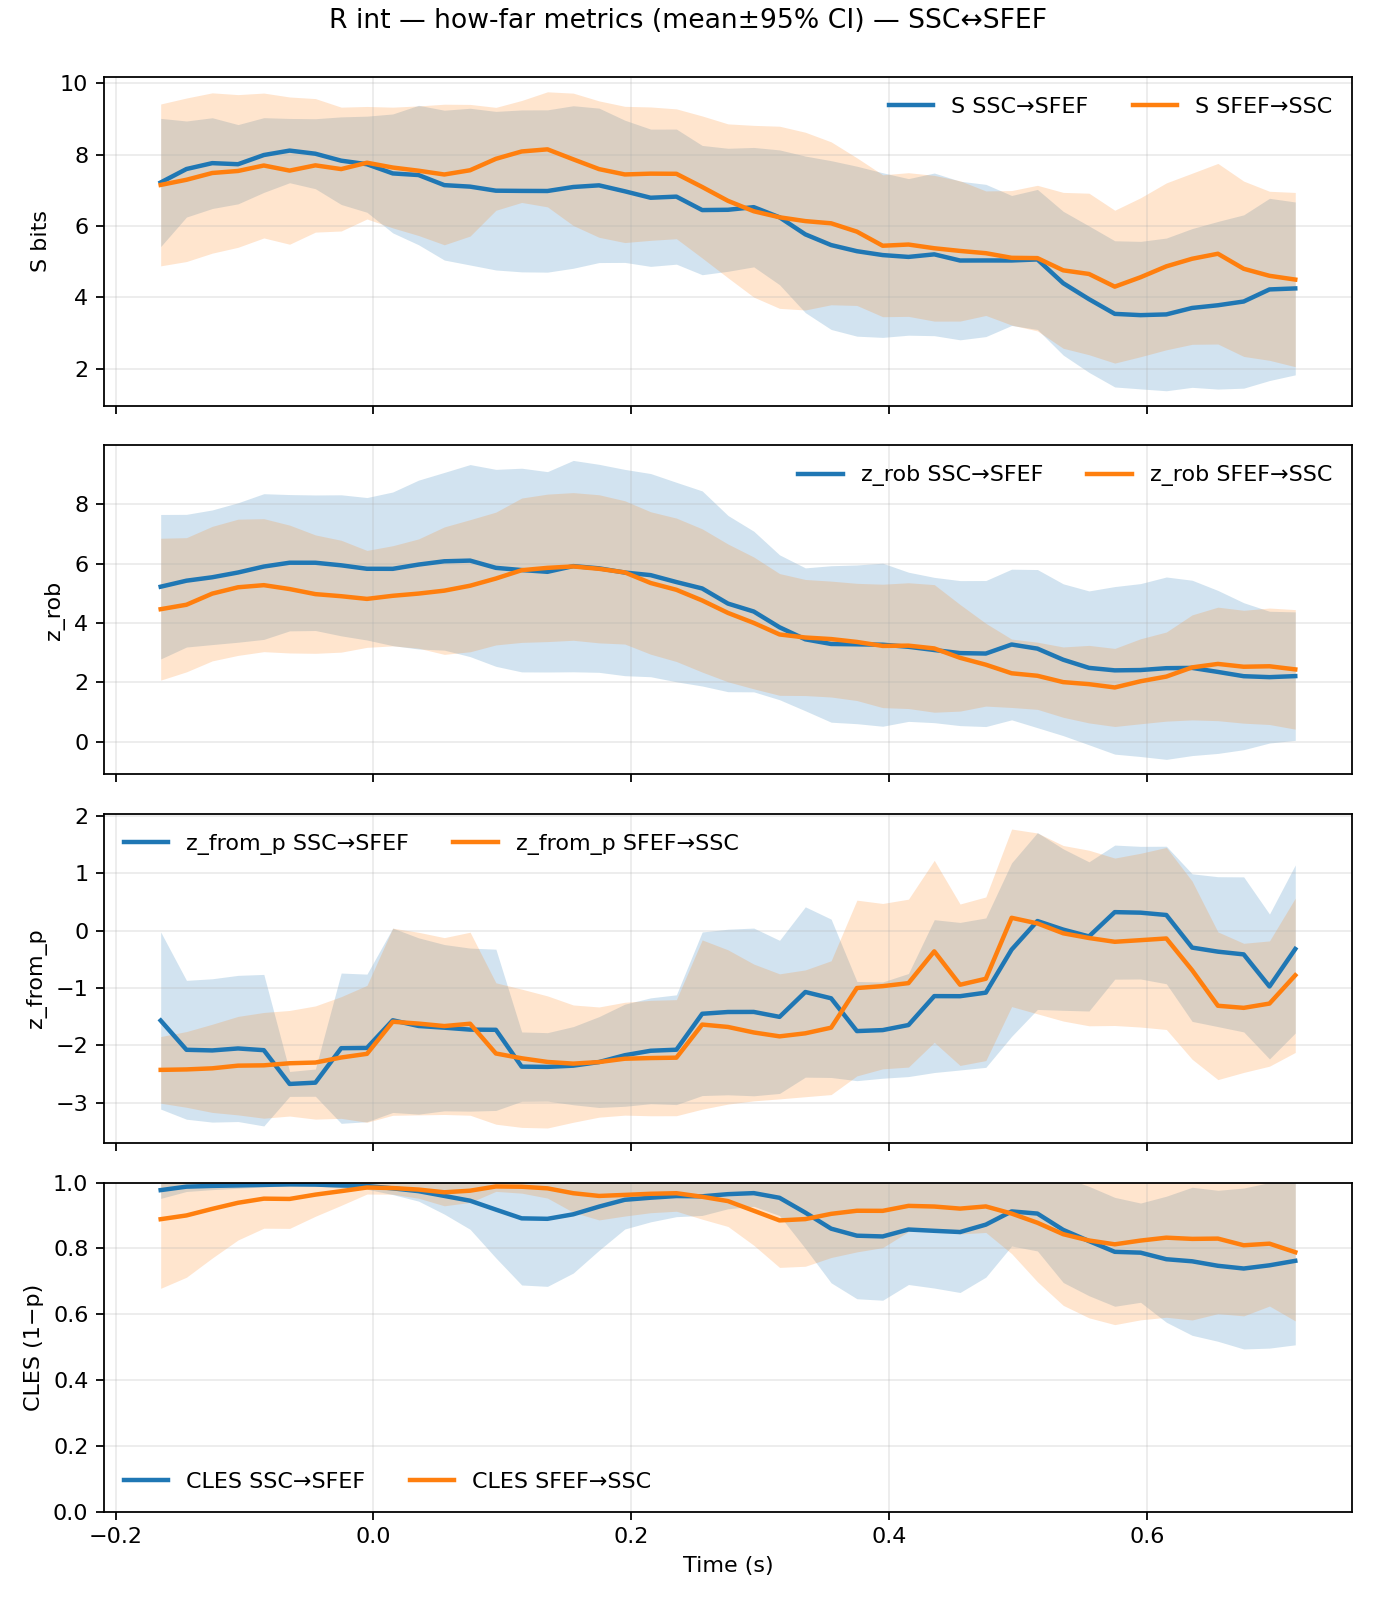 R int — how-far metrics (mean±95% CI) — SSC↔SFEF
S bits
10
8
6
4
2
S SSC→SFEF
S SFEF→SSC
z_rob
8
6
4
2
0
z_rob SSC→SFEF
z_rob SFEF→SSC
z_from_p
2
1
0
−1
−2
−3
z_from_p SSC→SFEF
z_from_p SFEF→SSC
CLES (1−p)
1.0
0.8
0.6
0.4
0.2
0.0
CLES SSC→SFEF
CLES SFEF→SSC
−0.2
0.0
0.2
0.4
0.6
Time (s)